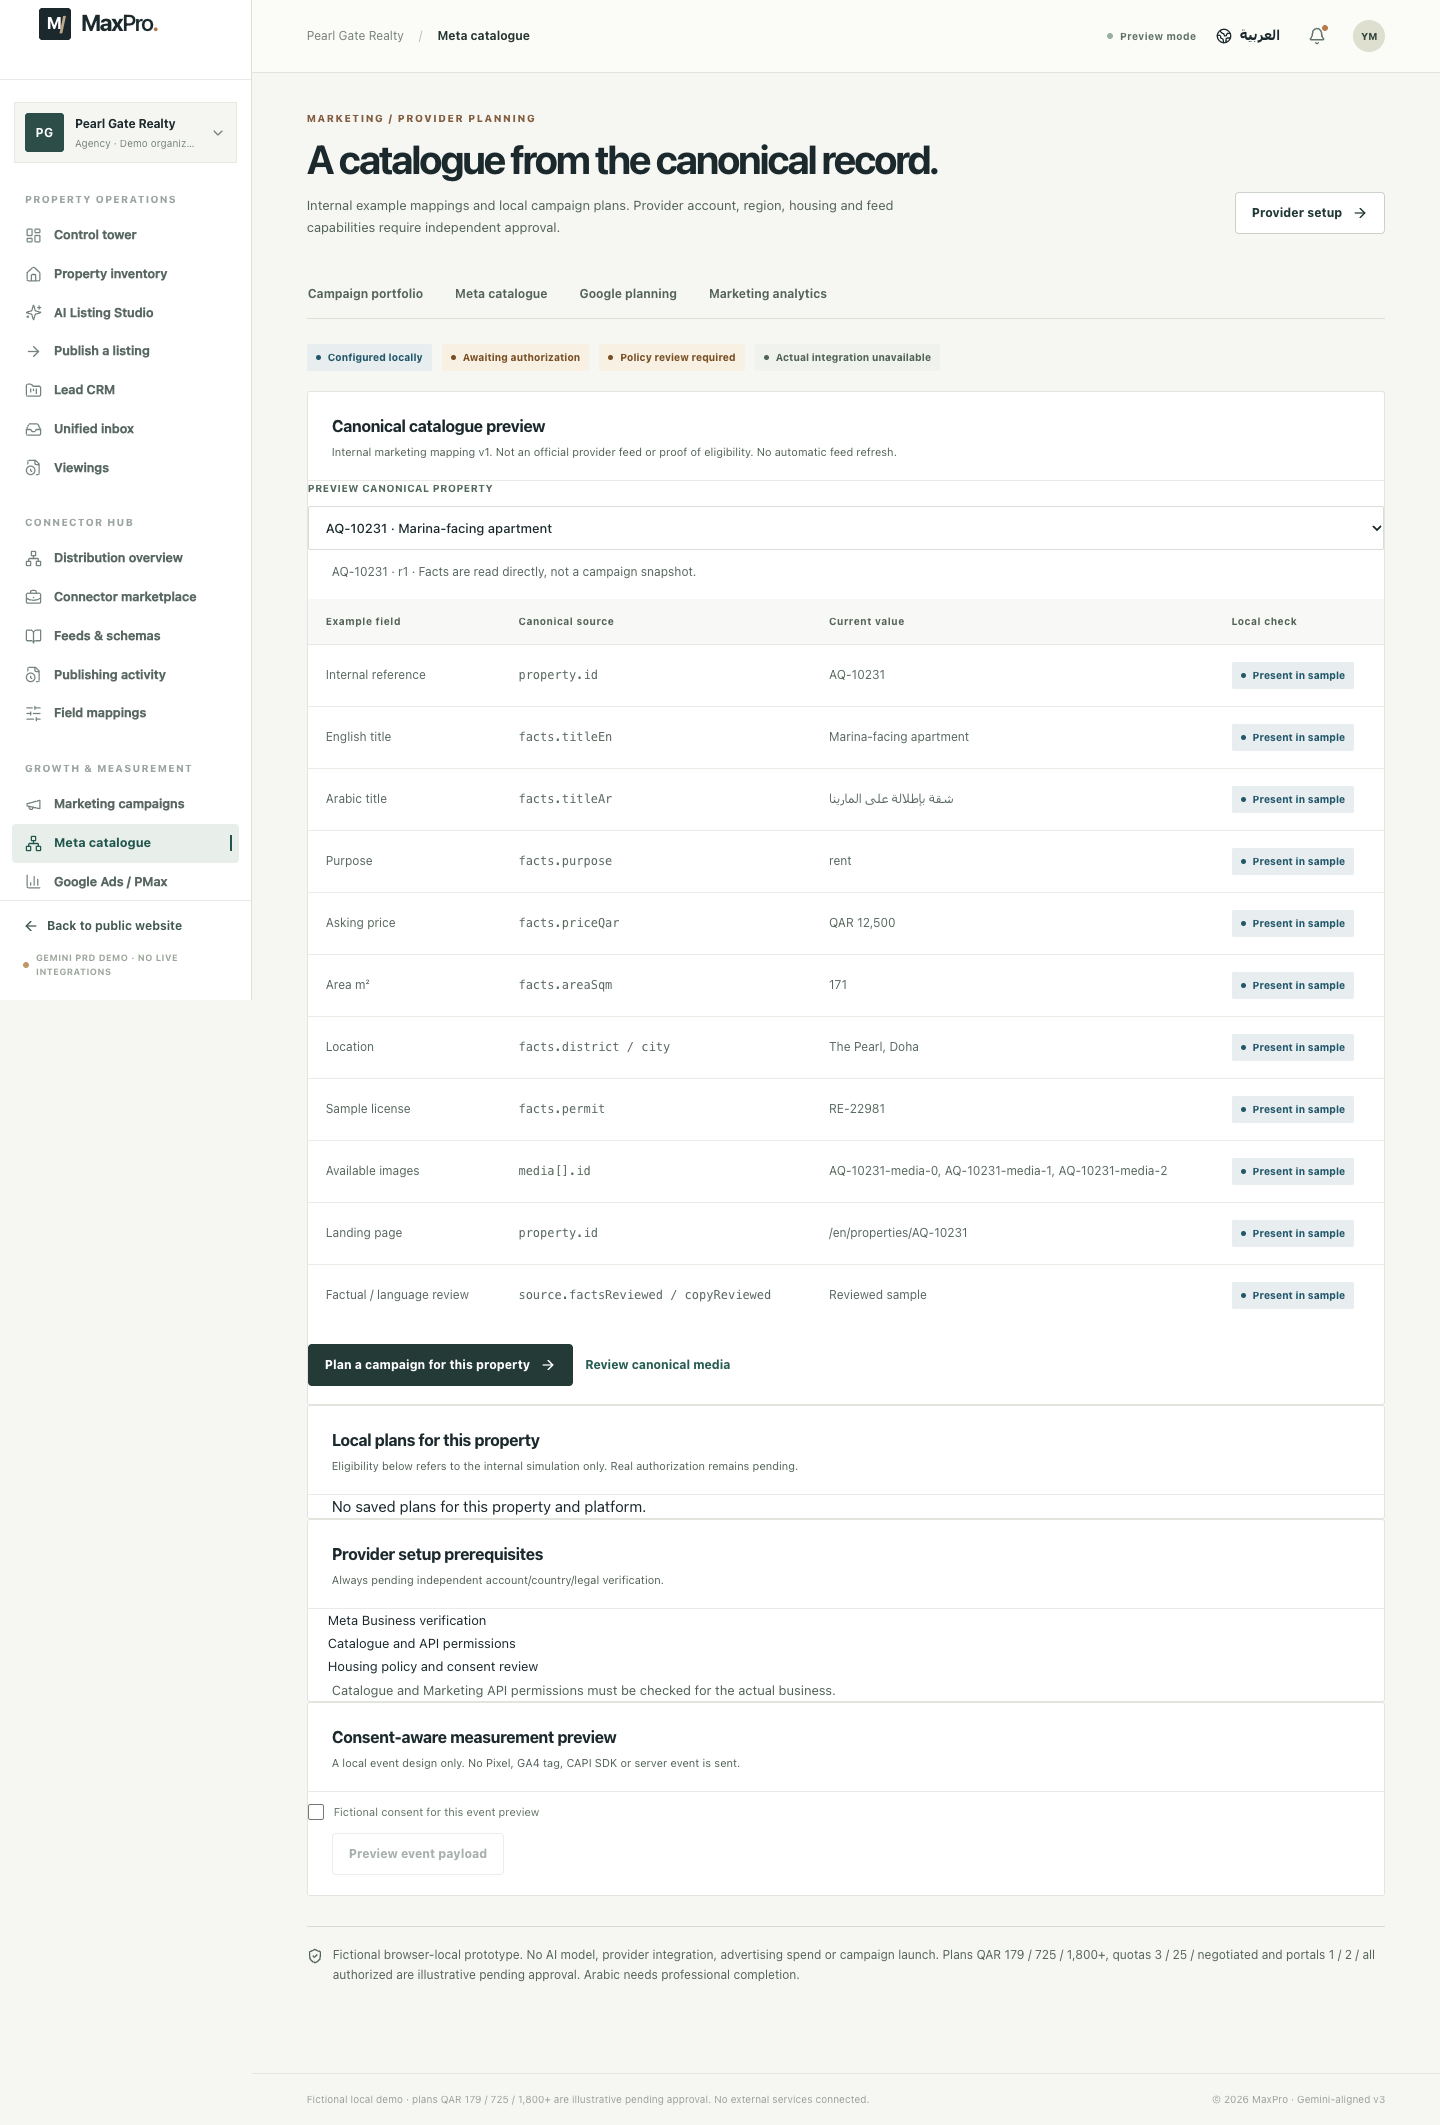 M/ MaxPro.
Pearl Gate Realty / Meta catalogue
Preview mode
العربية
YM
PG
Pearl Gate Realty
Agency · Demo organiz...
PROPERTY OPERATIONS
Control tower
Property inventory
AI Listing Studio
Publish a listing
Lead CRM
Unified inbox
Viewings
CONNECTOR HUB
Distribution overview
Connector marketplace
Feeds & schemas
Publishing activity
Field mappings
GROWTH & MEASUREMENT
Marketing campaigns
Meta catalogue
Google Ads / PMax
Back to public website
GEMINI PRD DEMO · NO LIVE
INTEGRATIONS
MARKETING / PROVIDER PLANNING
A catalogue from the canonical record.
Internal example mappings and local campaign plans. Provider account, region, housing and feed
capabilities require independent approval.
Provider setup
Campaign portfolio Meta catalogue Google planning Marketing analytics
Configured locally Awaiting authorization Policy review required Actual integration unavailable
Canonical catalogue preview
Internal marketing mapping v1. Not an official provider feed or proof of eligibility. No automatic feed refresh.
PREVIEW CANONICAL PROPERTY
AQ-10231 · Marina-facing apartment
AQ-10231 · r1 · Facts are read directly, not a campaign snapshot.
Example field Canonical source Current value Local check
Internal reference property.id AQ-10231 Present in sample
English title facts.titleEn Marina-facing apartment Present in sample
Arabic title facts.titleAr شقة بإطلالة على المارينا Present in sample
Purpose facts.purpose rent Present in sample
Asking price facts.priceQar QAR 12,500 Present in sample
Area m² facts.areaSqm 171 Present in sample
Location facts.district / city The Pearl, Doha Present in sample
Sample license facts.permit RE-22981 Present in sample
Available images media[].id AQ-10231-media-0, AQ-10231-media-1, AQ-10231-media-2 Present in sample
Landing page property.id /en/properties/AQ-10231 Present in sample
Factual / language review source.factsReviewed / copyReviewed Reviewed sample Present in sample
Plan a campaign for this property Review canonical media
Local plans for this property
Eligibility below refers to the internal simulation only. Real authorization remains pending.
No saved plans for this property and platform.
Provider setup prerequisites
Always pending independent account/country/legal verification.
Meta Business verification
Catalogue and API permissions
Housing policy and consent review
Catalogue and Marketing API permissions must be checked for the actual business.
Consent-aware measurement preview
A local event design only. No Pixel, GA4 tag, CAPI SDK or server event is sent.
Fictional consent for this event preview
Preview event payload
Fictional browser-local prototype. No AI model, provider integration, advertising spend or campaign launch. Plans QAR 179 / 725 / 1,800+, quotas 3 / 25 / negotiated and portals 1 / 2 / all
authorized are illustrative pending approval. Arabic needs professional completion.
Fictional local demo · plans QAR 179 / 725 / 1,800+ are illustrative pending approval. No external services connected.
© 2026 MaxPro · Gemini-aligned v3